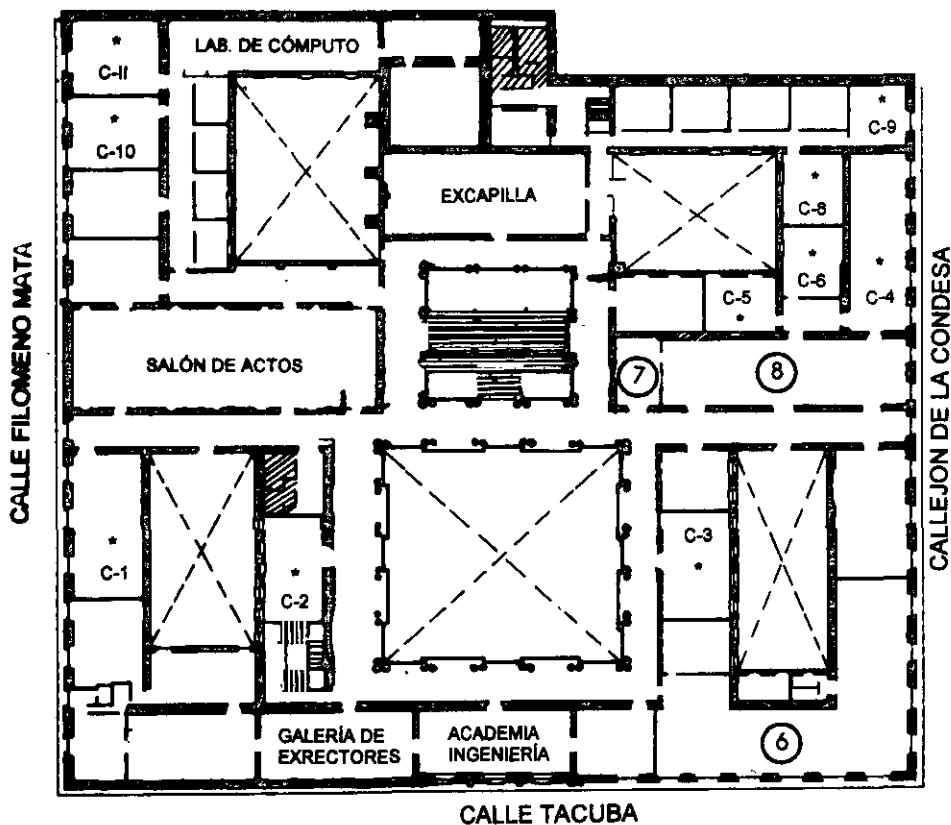 LAB. DE CÓMPUTO
*
C-11
*
C-10
*
C-9
EXCAPILLA
*
C-8
C-6
*
C-5
*
*
C-4
SALÓN DE ACTOS
7
8
CALLE FILOMENO MATA
CALLEJON DE LA CONDESA
*
C-1
*
C-2
C-3
*
GALERÍA DE
EXRECTORES
ACADEMIA
INGENIERÍA
6
CALLE TACUBA